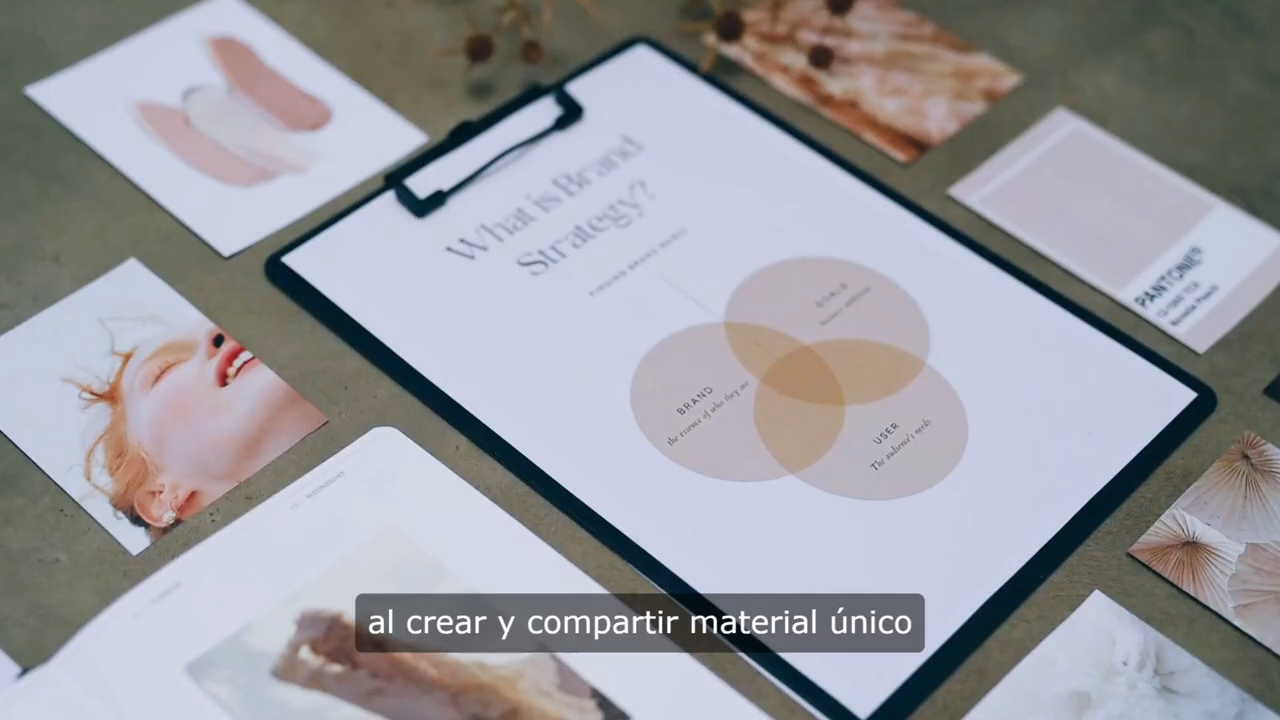 What is Brand
Strategy?
GOALS
BRAND
the essence of who they are
USER
The audience's needs
PANTONE®
WEDNESDAY
al crear y compartir material único